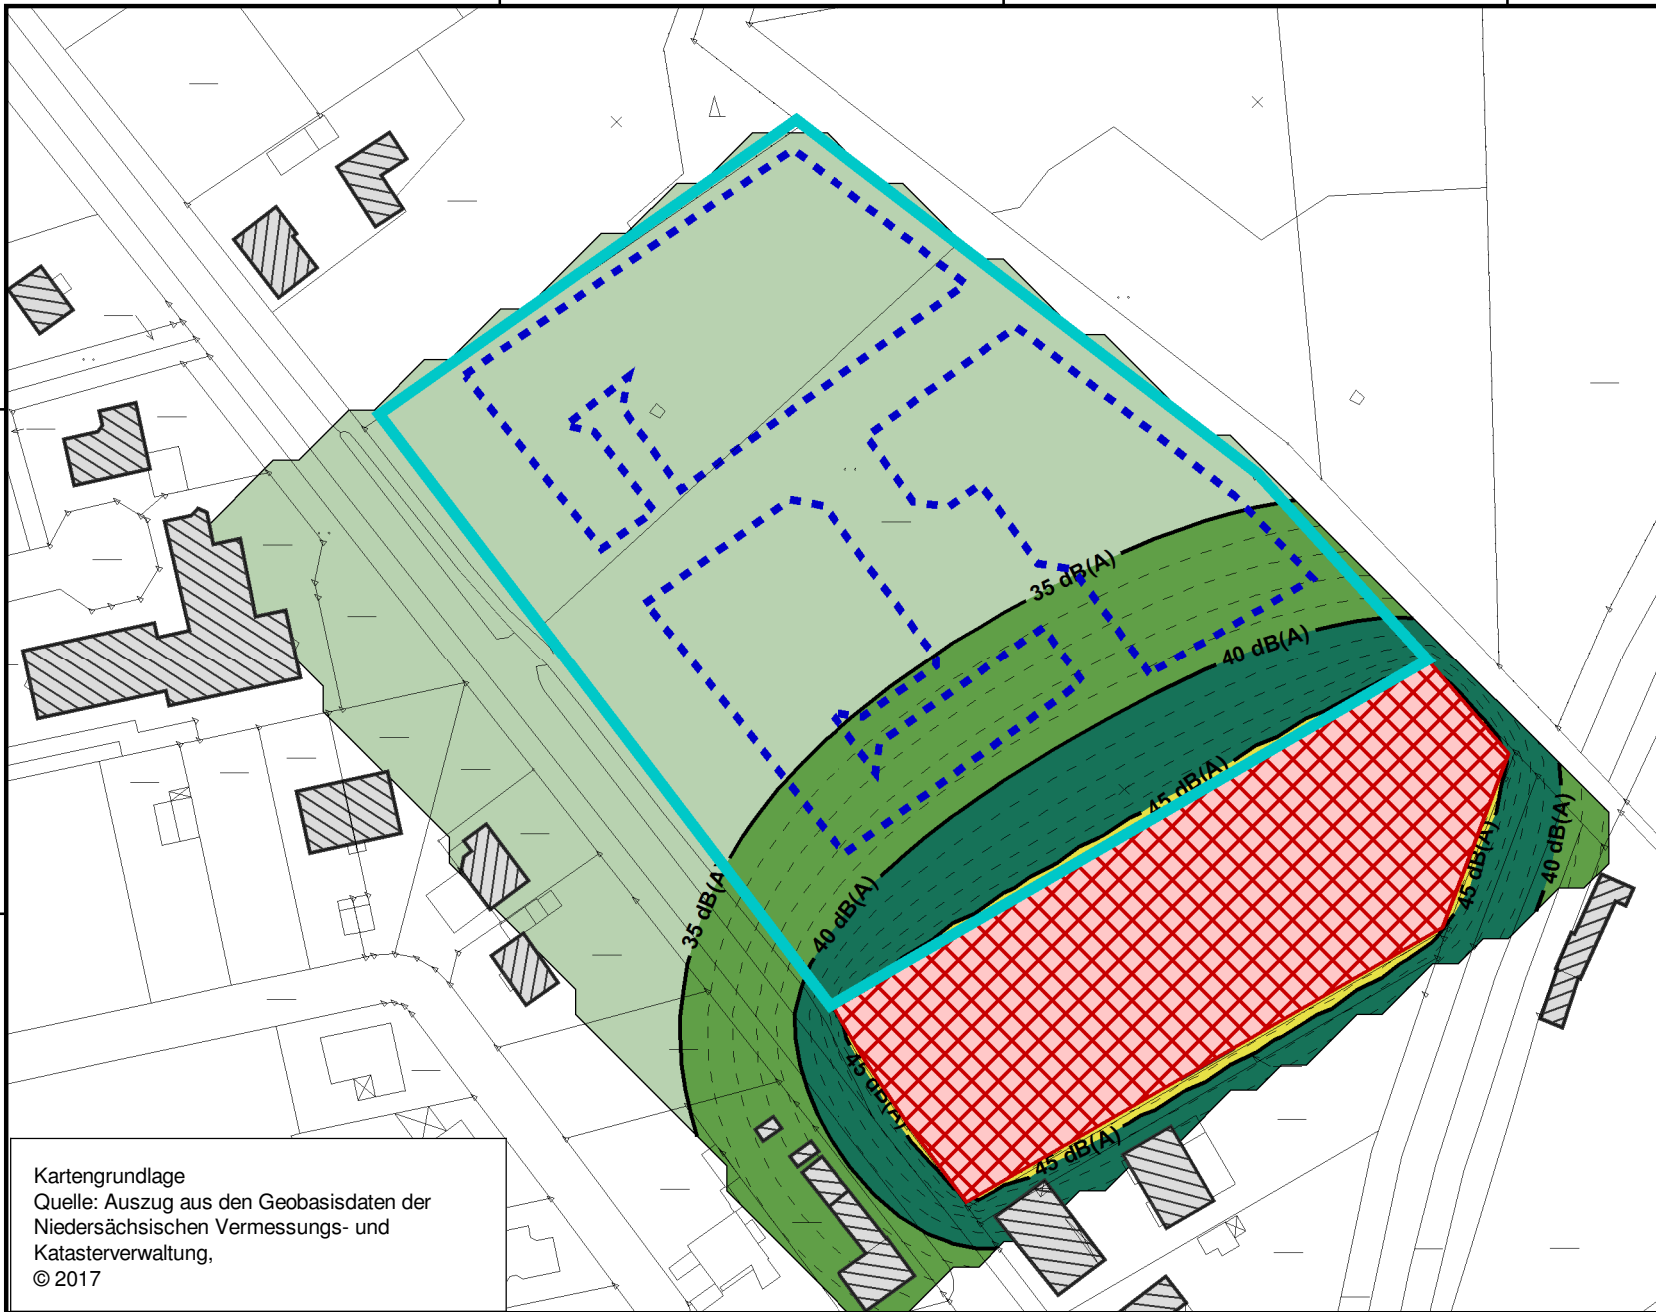 35 dB(A)
40 dB(A)
45 dB(A)
45 dB(A)
40 dB(A)
35 dB(A
40 dB(A)
45 dB(A)
45 dB(A)
Kartengrundlage
Quelle: Auszug aus den Geobasisdaten der
Niedersächsischen Vermessungs- und
Katasterverwaltung,
© 2017